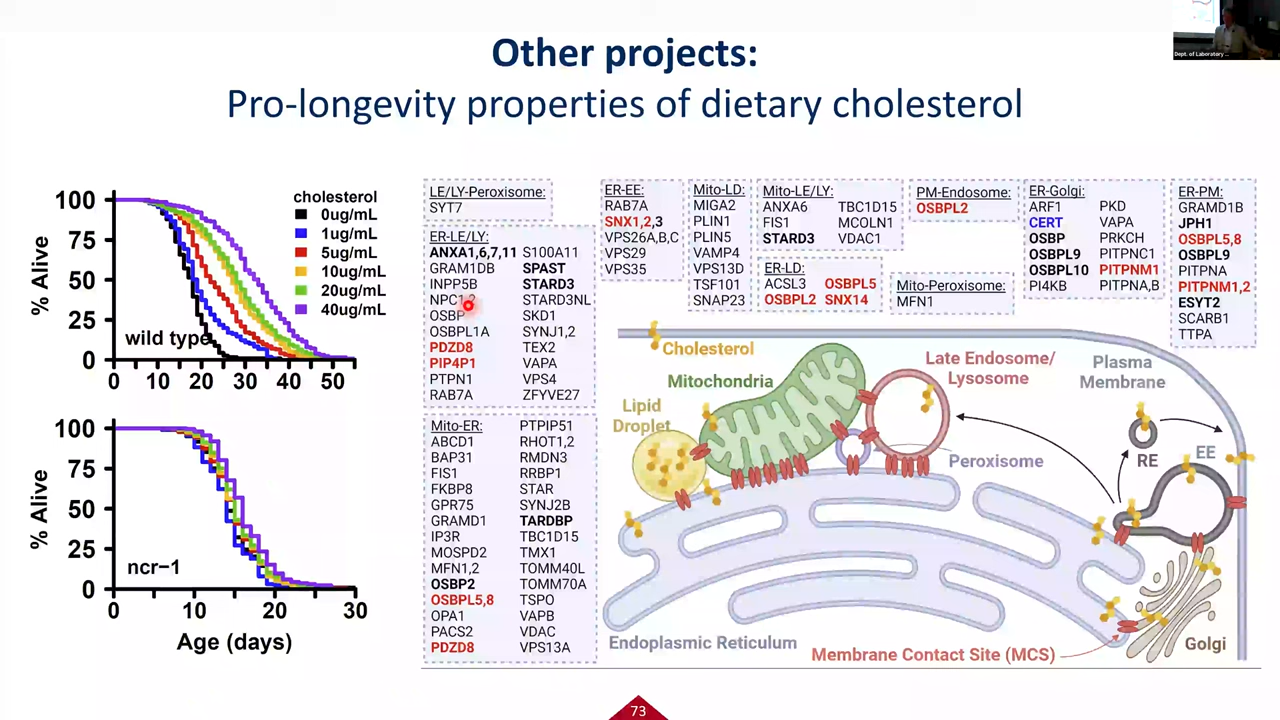 Dept. of Laboratory ...
Other projects:
Pro-longevity properties of dietary cholesterol
100
75
50
25
0
% Alive
wild type
0 10 20 30 40 50
cholesterol
0ug/mL
1ug/mL
5ug/mL
10ug/mL
20ug/mL
40ug/mL
100
75
50
25
0
% Alive
ncr−1
0 10 20 30
Age (days)
LE/LY-Peroxisome:
SYT7
ER-LE/LY:
ANXA1,6,7,11 S100A11
GRAM1DB SPAST
INPP5B STARD3
NPC1,2 STARD3NL
OSBP SKD1
OSBPL1A SYNJ1,2
PDZD8 TEX2
PIP4P1 VAPA
PTPN1 VPS4
RAB7A ZFYVE27
Mito-ER: PTPIP51
ABCD1 RHOT1,2
BAP31 RMDN3
FIS1 RRBP1
FKBP8 STAR
GPR75 SYNJ2B
GRAMD1 TARDBP
IP3R TBC1D15
MOSPD2 TMX1
MFN1,2 TOMM40L
OSBP2 TOMM70A
OSBPL5,8 TSPO
OPA1 VAPB
PACS2 VDAC
PDZD8 VPS13A
ER-EE:
RAB7A
SNX1,2,3
VPS26A,B,C
VPS29
VPS35
Mito-LD:
MIGA2
PLIN1
PLIN5
VAMP4
VPS13D
TSF101
SNAP23
Mito-LE/LY:
ANXA6 TBC1D15
FIS1 MCOLN1
STARD3 VDAC1
ER-LD:
ACSL3 OSBPL5
OSBPL2 SNX14
PM-Endosome:
OSBPL2
Mito-Peroxisome:
MFN1
ER-Golgi:
ARF1 PKD
CERT VAPA
OSBP PRKCH
OSBPL9 PITPNC1
OSBPL10 PITPNM1
PI4KB PITPNA,B
ER-PM:
GRAMD1B
JPH1
OSBPL5,8
OSBPL9
PITPNA
PITPNM1,2
ESYT2
SCARB1
TTPA
Cholesterol
Mitochondria
Lipid
Droplet
Late Endosome/
Lysosome
Peroxisome
Plasma
Membrane
RE
EE
Endoplasmic Reticulum
Membrane Contact Site (MCS)
Golgi
73